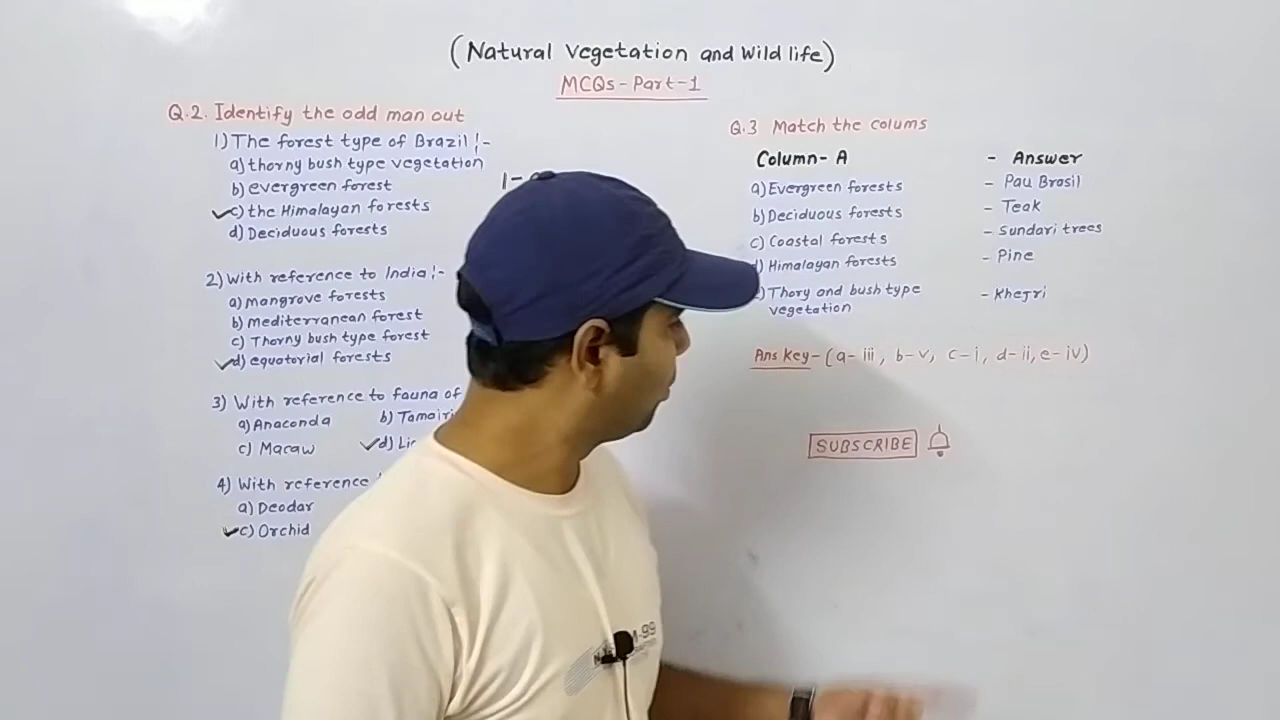 (Natural Vegetation and Wild life)
MCQs-Part-1
Q.2. Identify the odd man out
1) The forest type of Brazil :-
a) thorny bush type vegetation
b) evergreen forest
c) the Himalayan forests
d) Deciduous forests
2) With reference to India :-
a) mangrove forests
b) mediterranean forest
c) Thorny bush type forest
d) equatorial forests
3) With reference to fauna of
a) Anaconda b)
c) Macaw d)
4) With reference
a) Deodar
c) Orchid
1-
Q.3 Match the colums
Column-A - Answer
a) Evergreen forests - Pau Brasil
b) Deciduous forests - Teak
c) Coastal forests - Sundari trees
d) Himalayan forests - Pine
e) Thory and bush type - Khejri
vegetation
Ans Key-(a-iii, b-v, c-i, d-ii, e-iv)
SUBSCRIBE